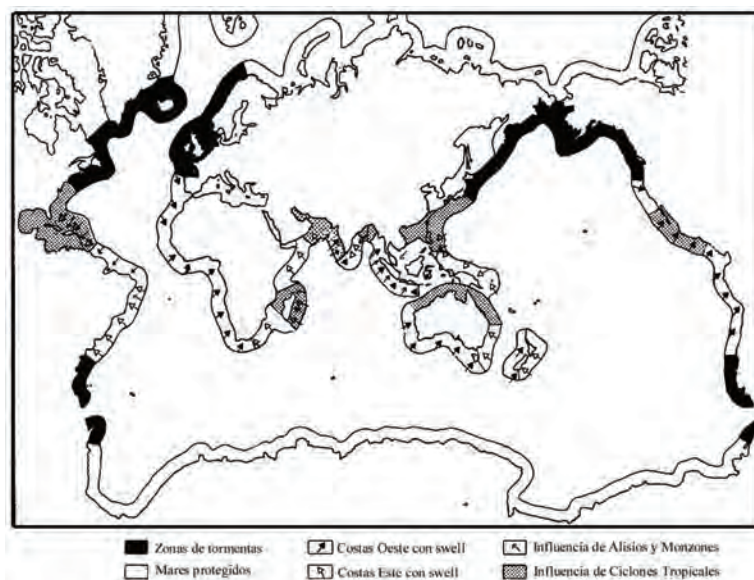 Zonas de tormentas
Costas Oeste con swell
Influencia de Alisios y Monzones
Mares protegidos
Costas Este con swell
Influencia de Ciclones Tropicales